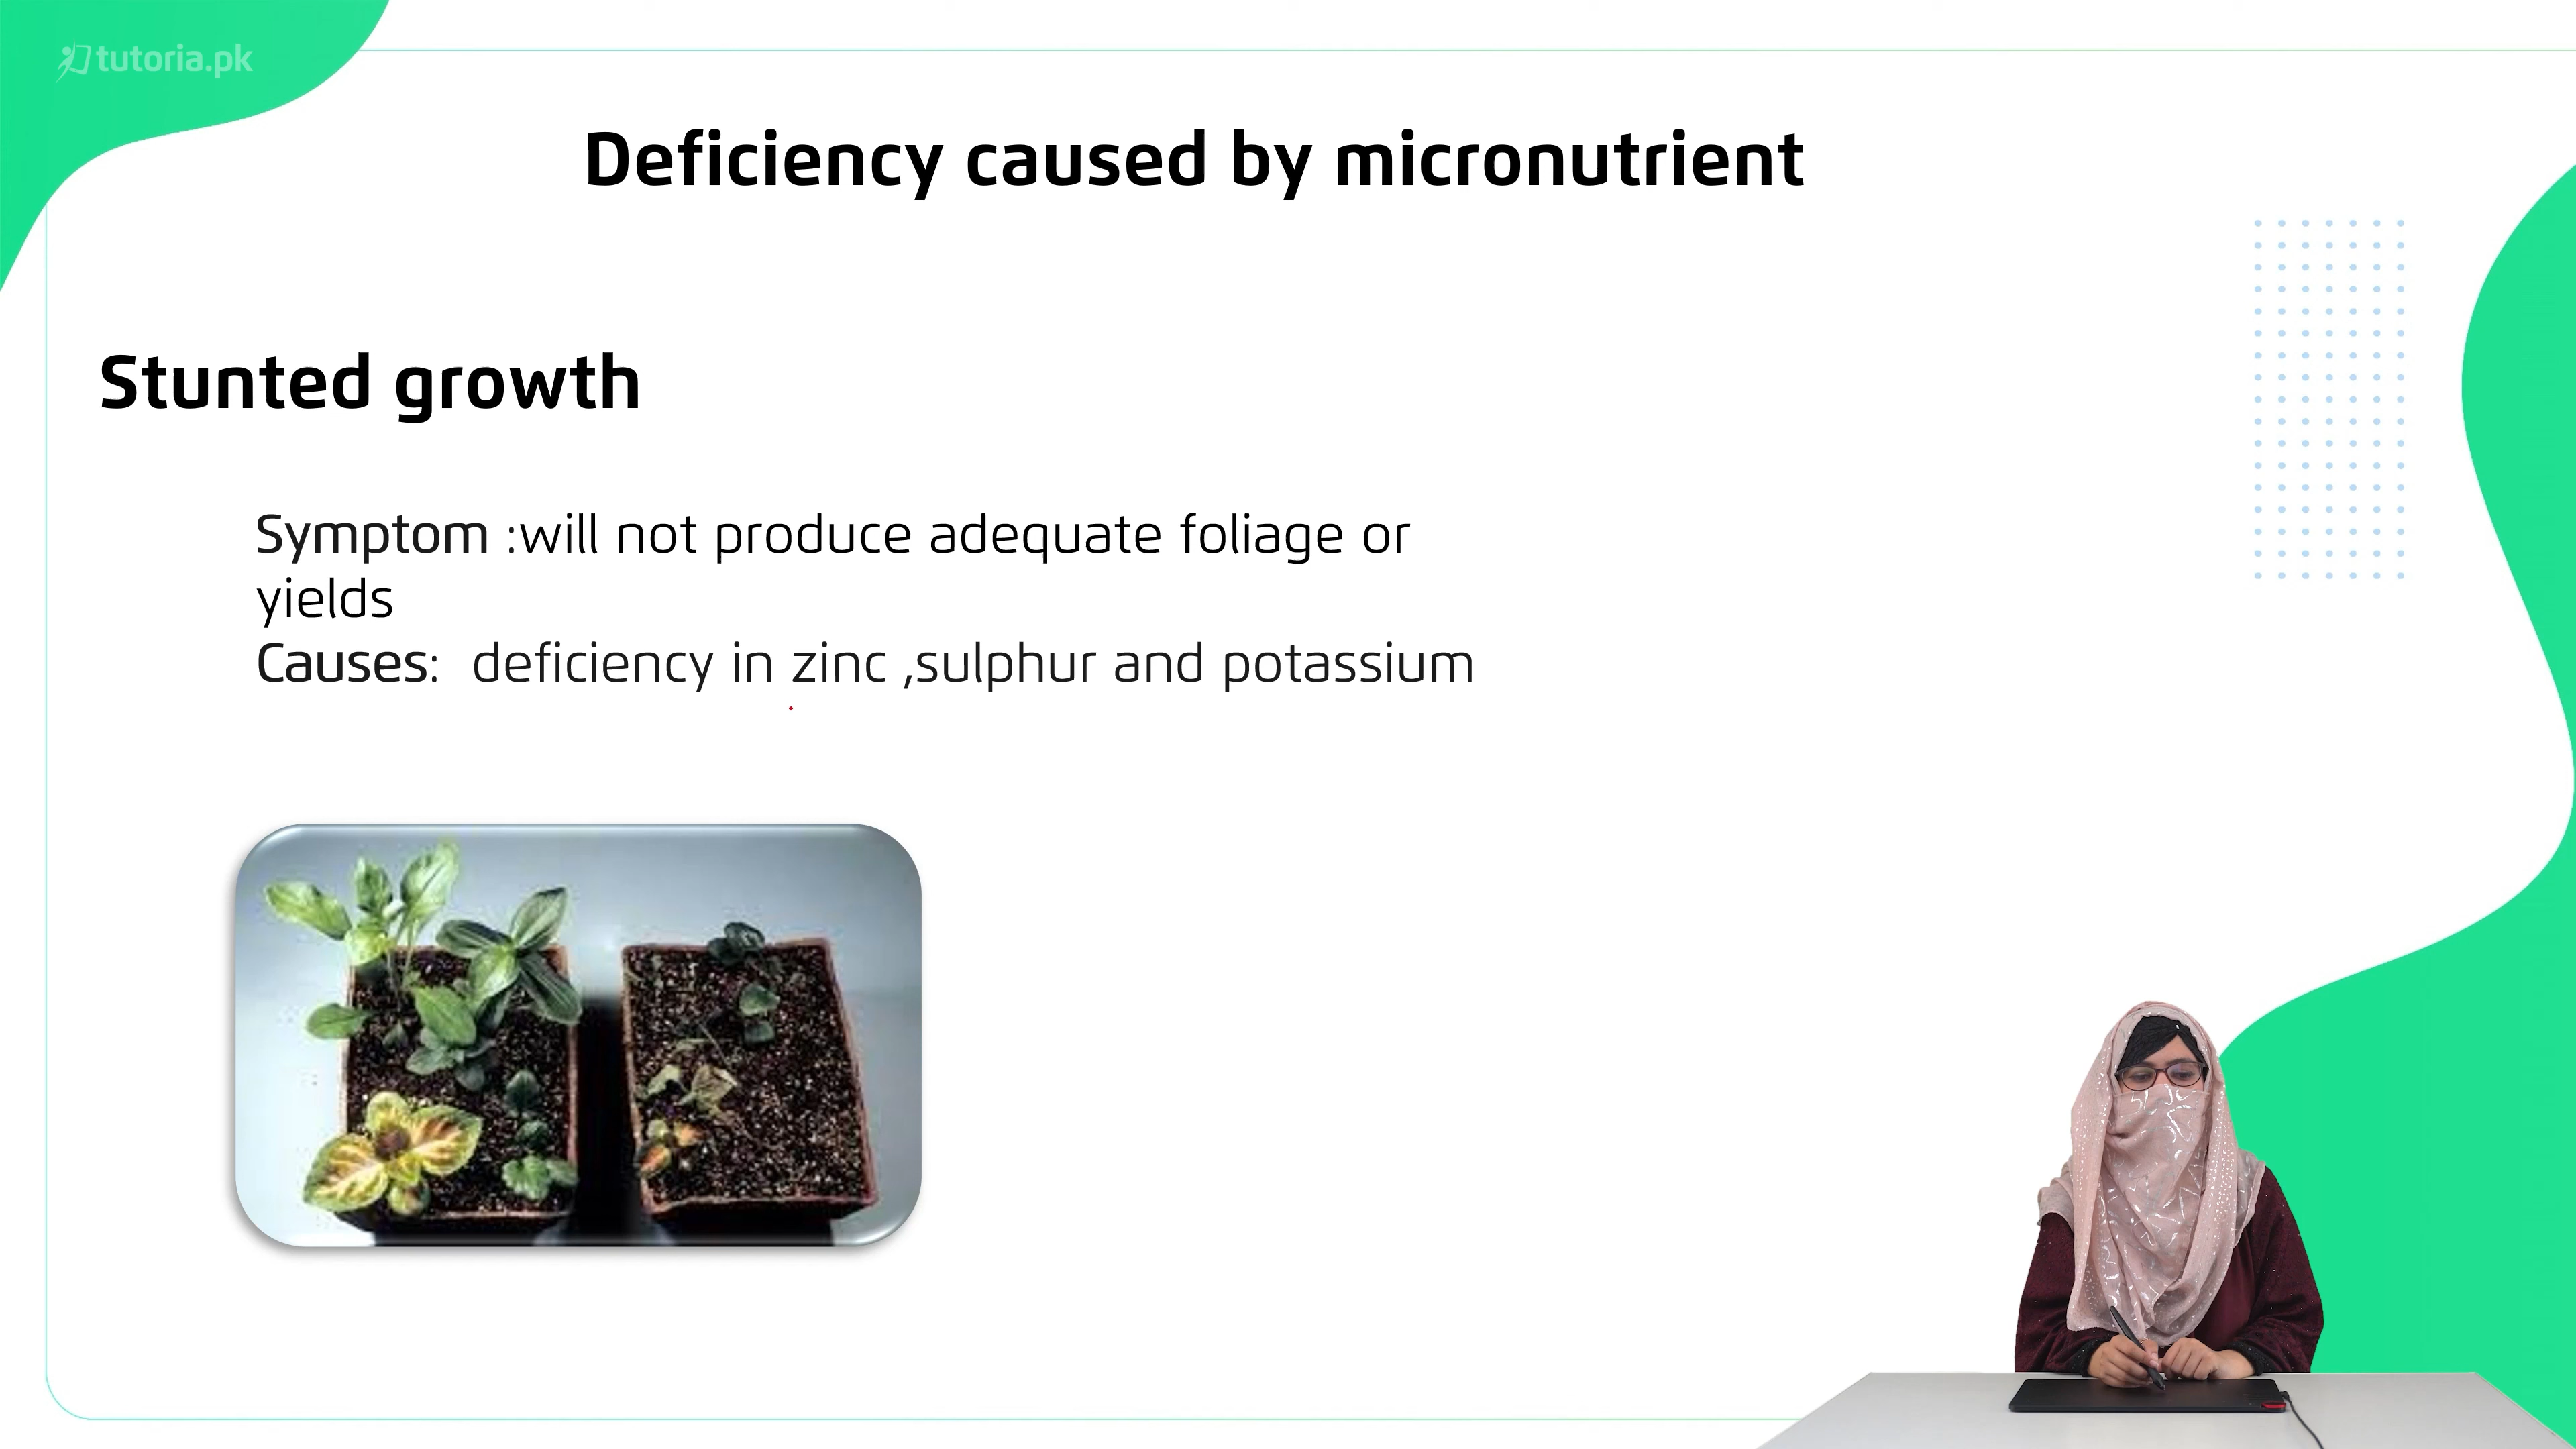 tutoria.pk
Deficiency caused by micronutrient
Stunted growth
Symptom :will not produce adequate foliage or
yields
Causes: deficiency in zinc ,sulphur and potassium